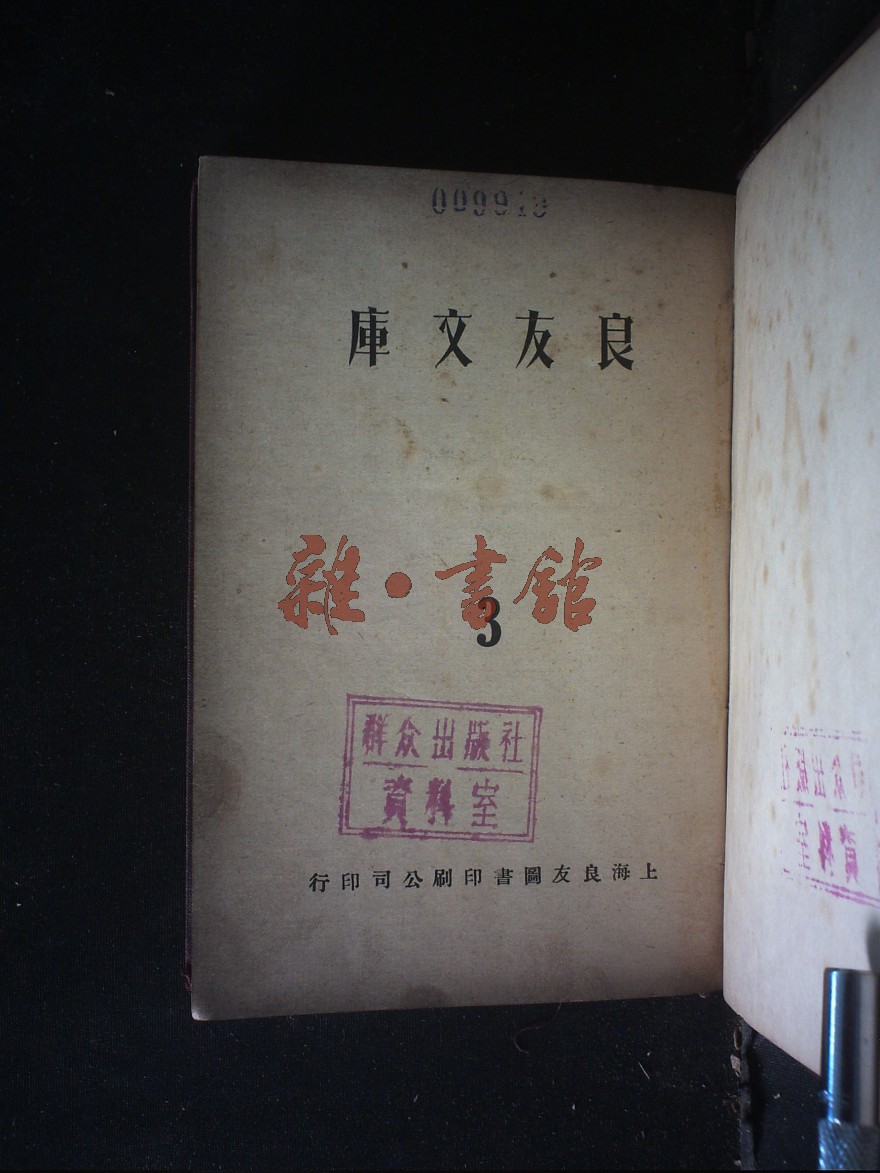 良友文庫
雜·書館
3
群众出版社
資料室
上海良友圖書印刷公司印行